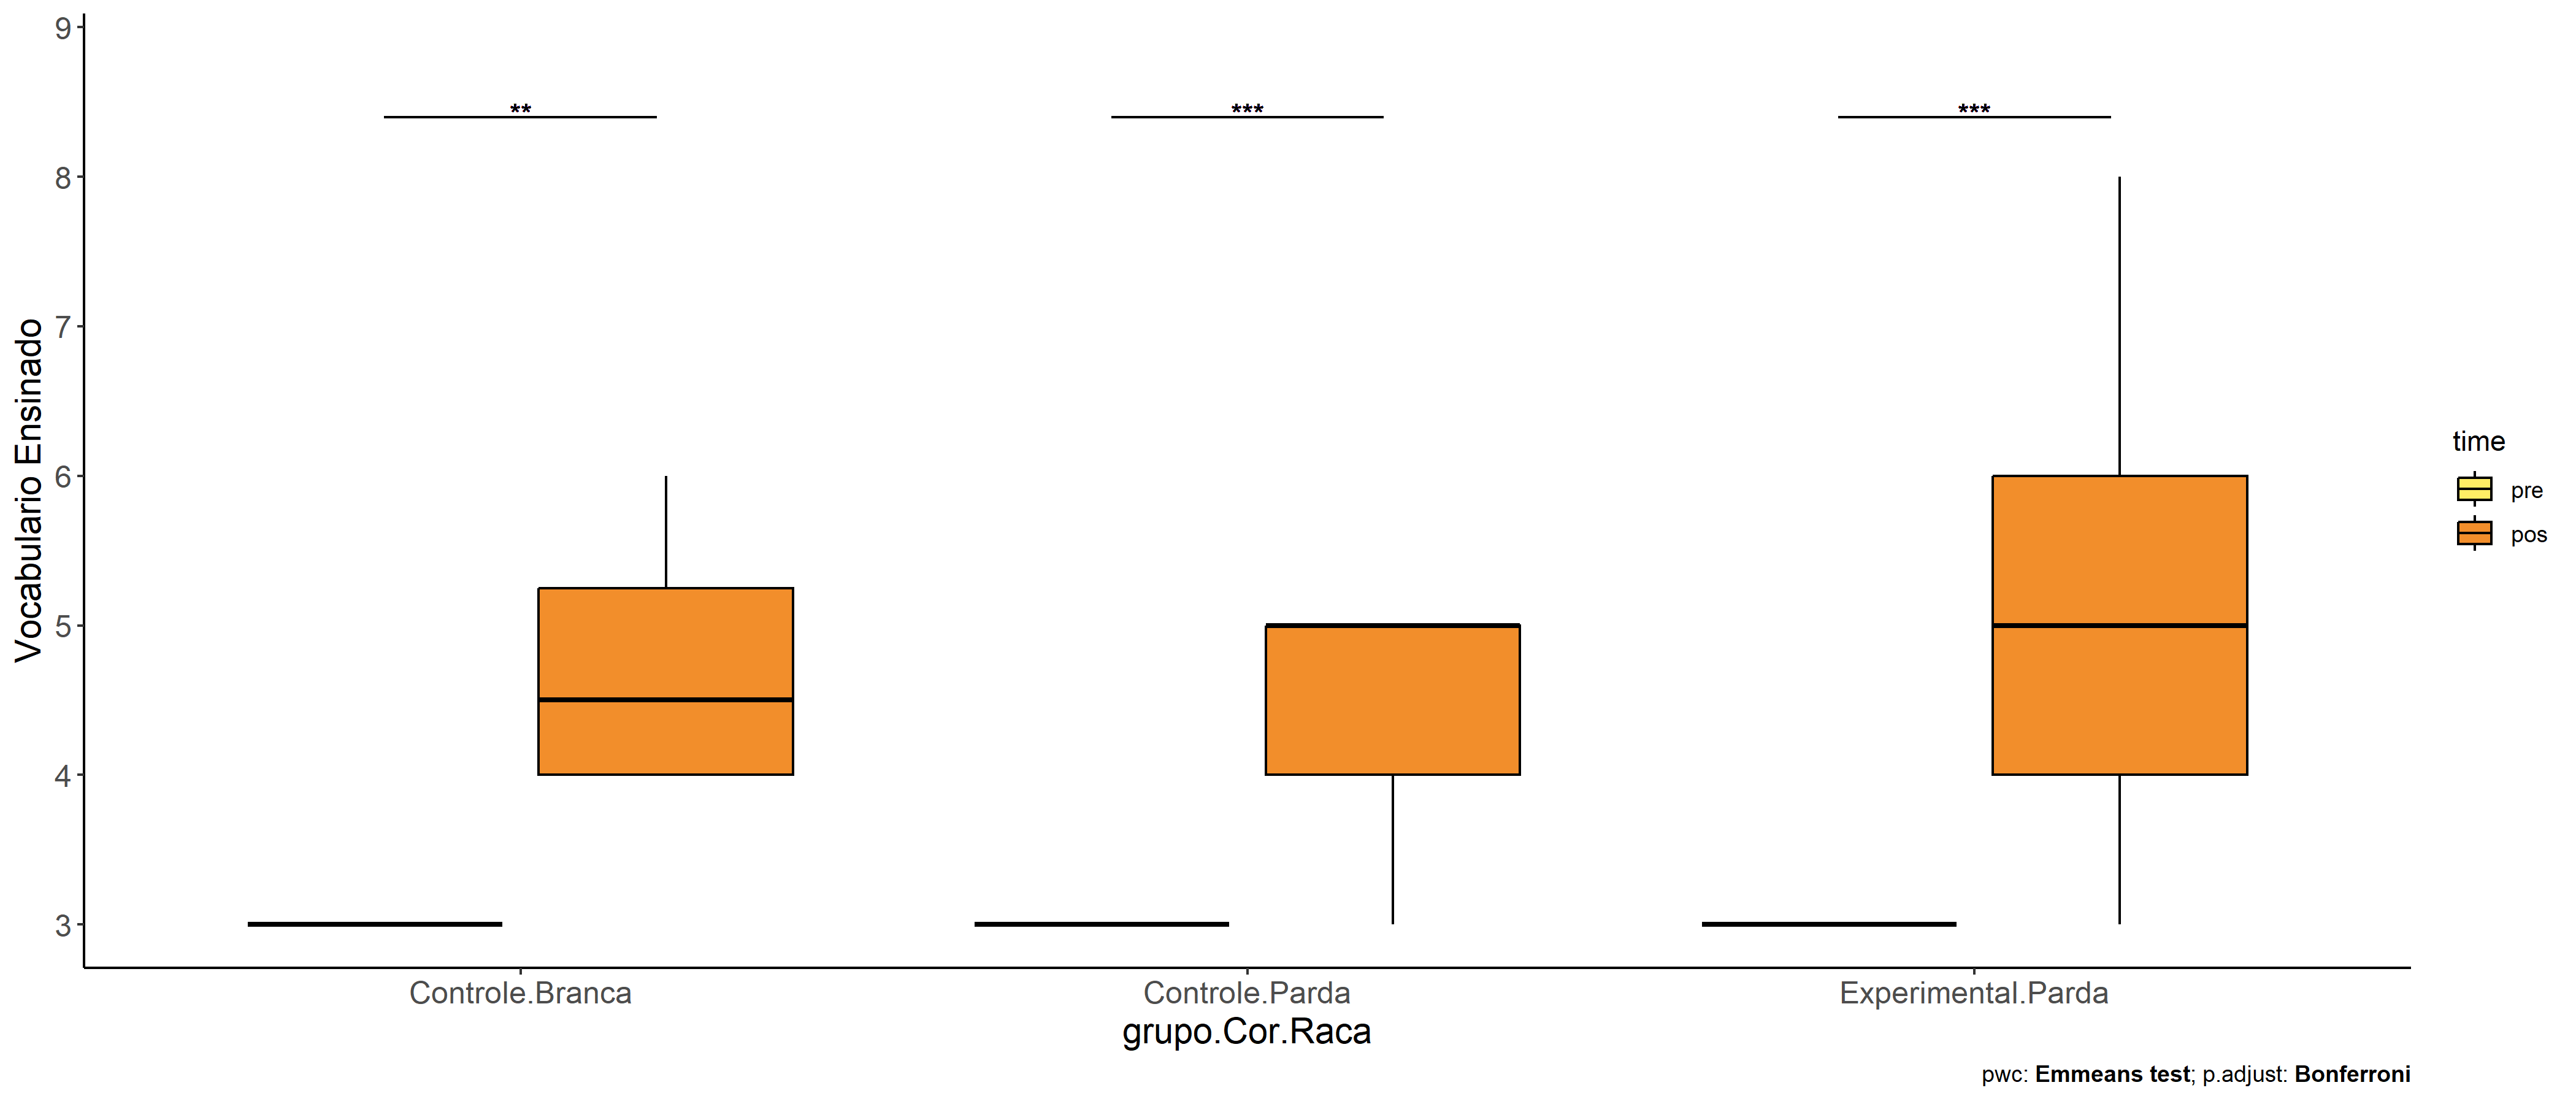 9
8
7
6
5
4
3
Vocabulario Ensinado
**
***
***
Controle.Branca
Controle.Parda
Experimental.Parda
grupo.Cor.Raca
time
pre
pos
pwc: Emmeans test; p.adjust: Bonferroni